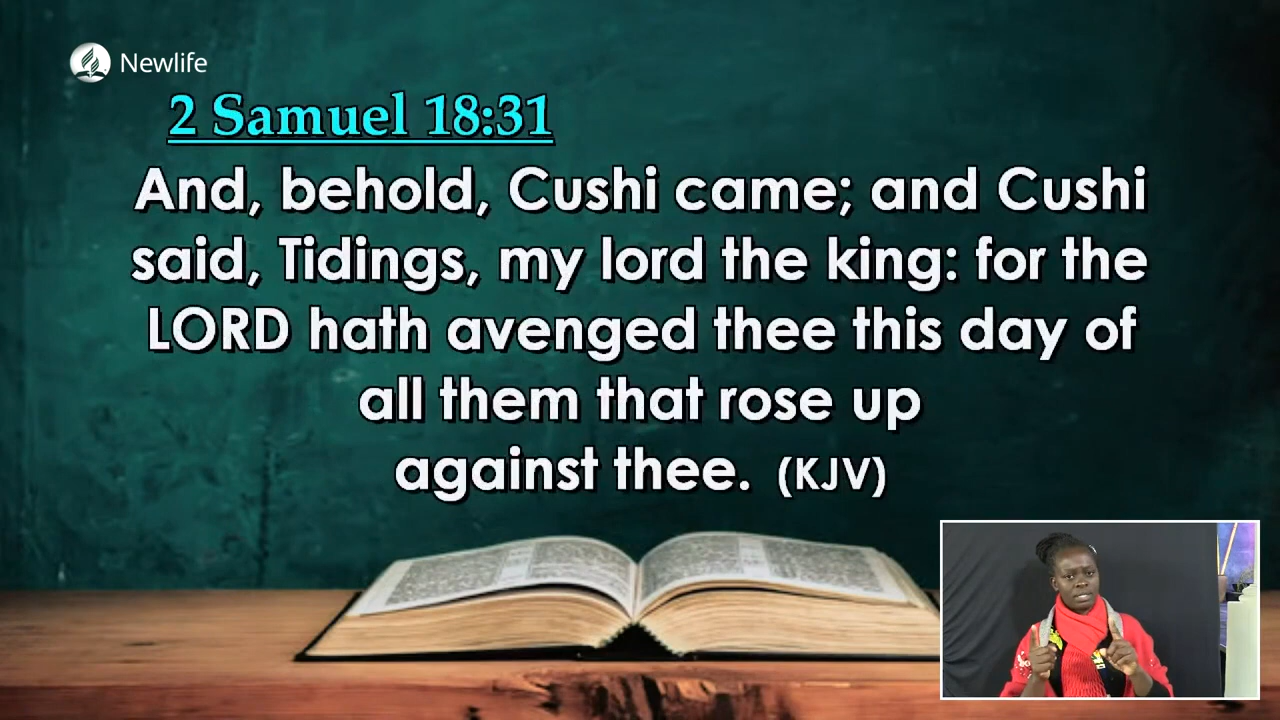 Newlife
2 Samuel 18:31
And, behold, Cushi came; and Cushi
said, Tidings, my lord the king: for the
LORD hath avenged thee this day of
all them that rose up
against thee. (KJV)